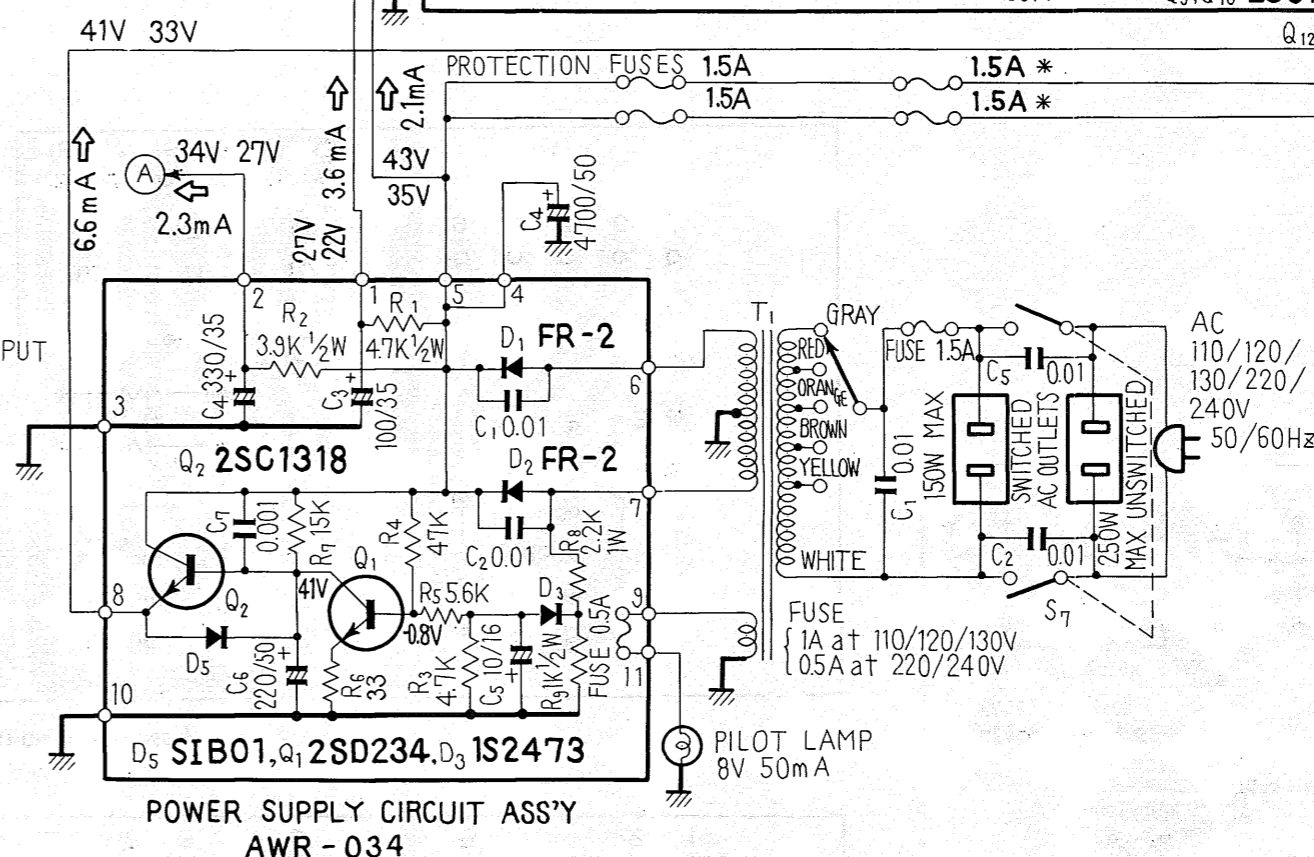 41V 33V
Q12
PROTECTION FUSES 1.5A
1.5A *
1.5A
1.5A *
6.6mA
A
34V 27V
2.3mA
27V
22V
3.6mA
2.1mA
43V
35V
C4
+
4700/50
PUT
2
1
5
4
R2
3.9K ½W
R1
4.7K ½W
C4 330/35
+
C3
+
100/35
D1 FR-2
C1 0.01
6
3
Q2 2SC1318
D2 FR-2
C2 0.01
7
C7
0.001
R7 15K
41V
R4
47K
Q1
Q2
R8
2.2K
1W
8
D5
C6
220/50
+
R5 5.6K
-0.8V
D3
R6
33
R3
4.7K
C5 10/16
+
R9 1K ½W
FUSE 0.5A
9
11
10
D5 SIB01, Q1 2SD234. D3 1S2473
POWER SUPPLY CIRCUIT ASS'Y
AWR-034
PILOT LAMP
8V 50mA
T1
GRAY
RED
ORANGE
BROWN
YELLOW
WHITE
FUSE 1.5A
C1 0.01
C5 0.01
150W MAX
SWITCHED
AC OUTLETS
250W
MAX UNSWITCHED
C2 0.01
S7
AC
110/120/
130/220/
240V
50/60Hz
FUSE
1A at 110/120/130V
0.5A at 220/240V